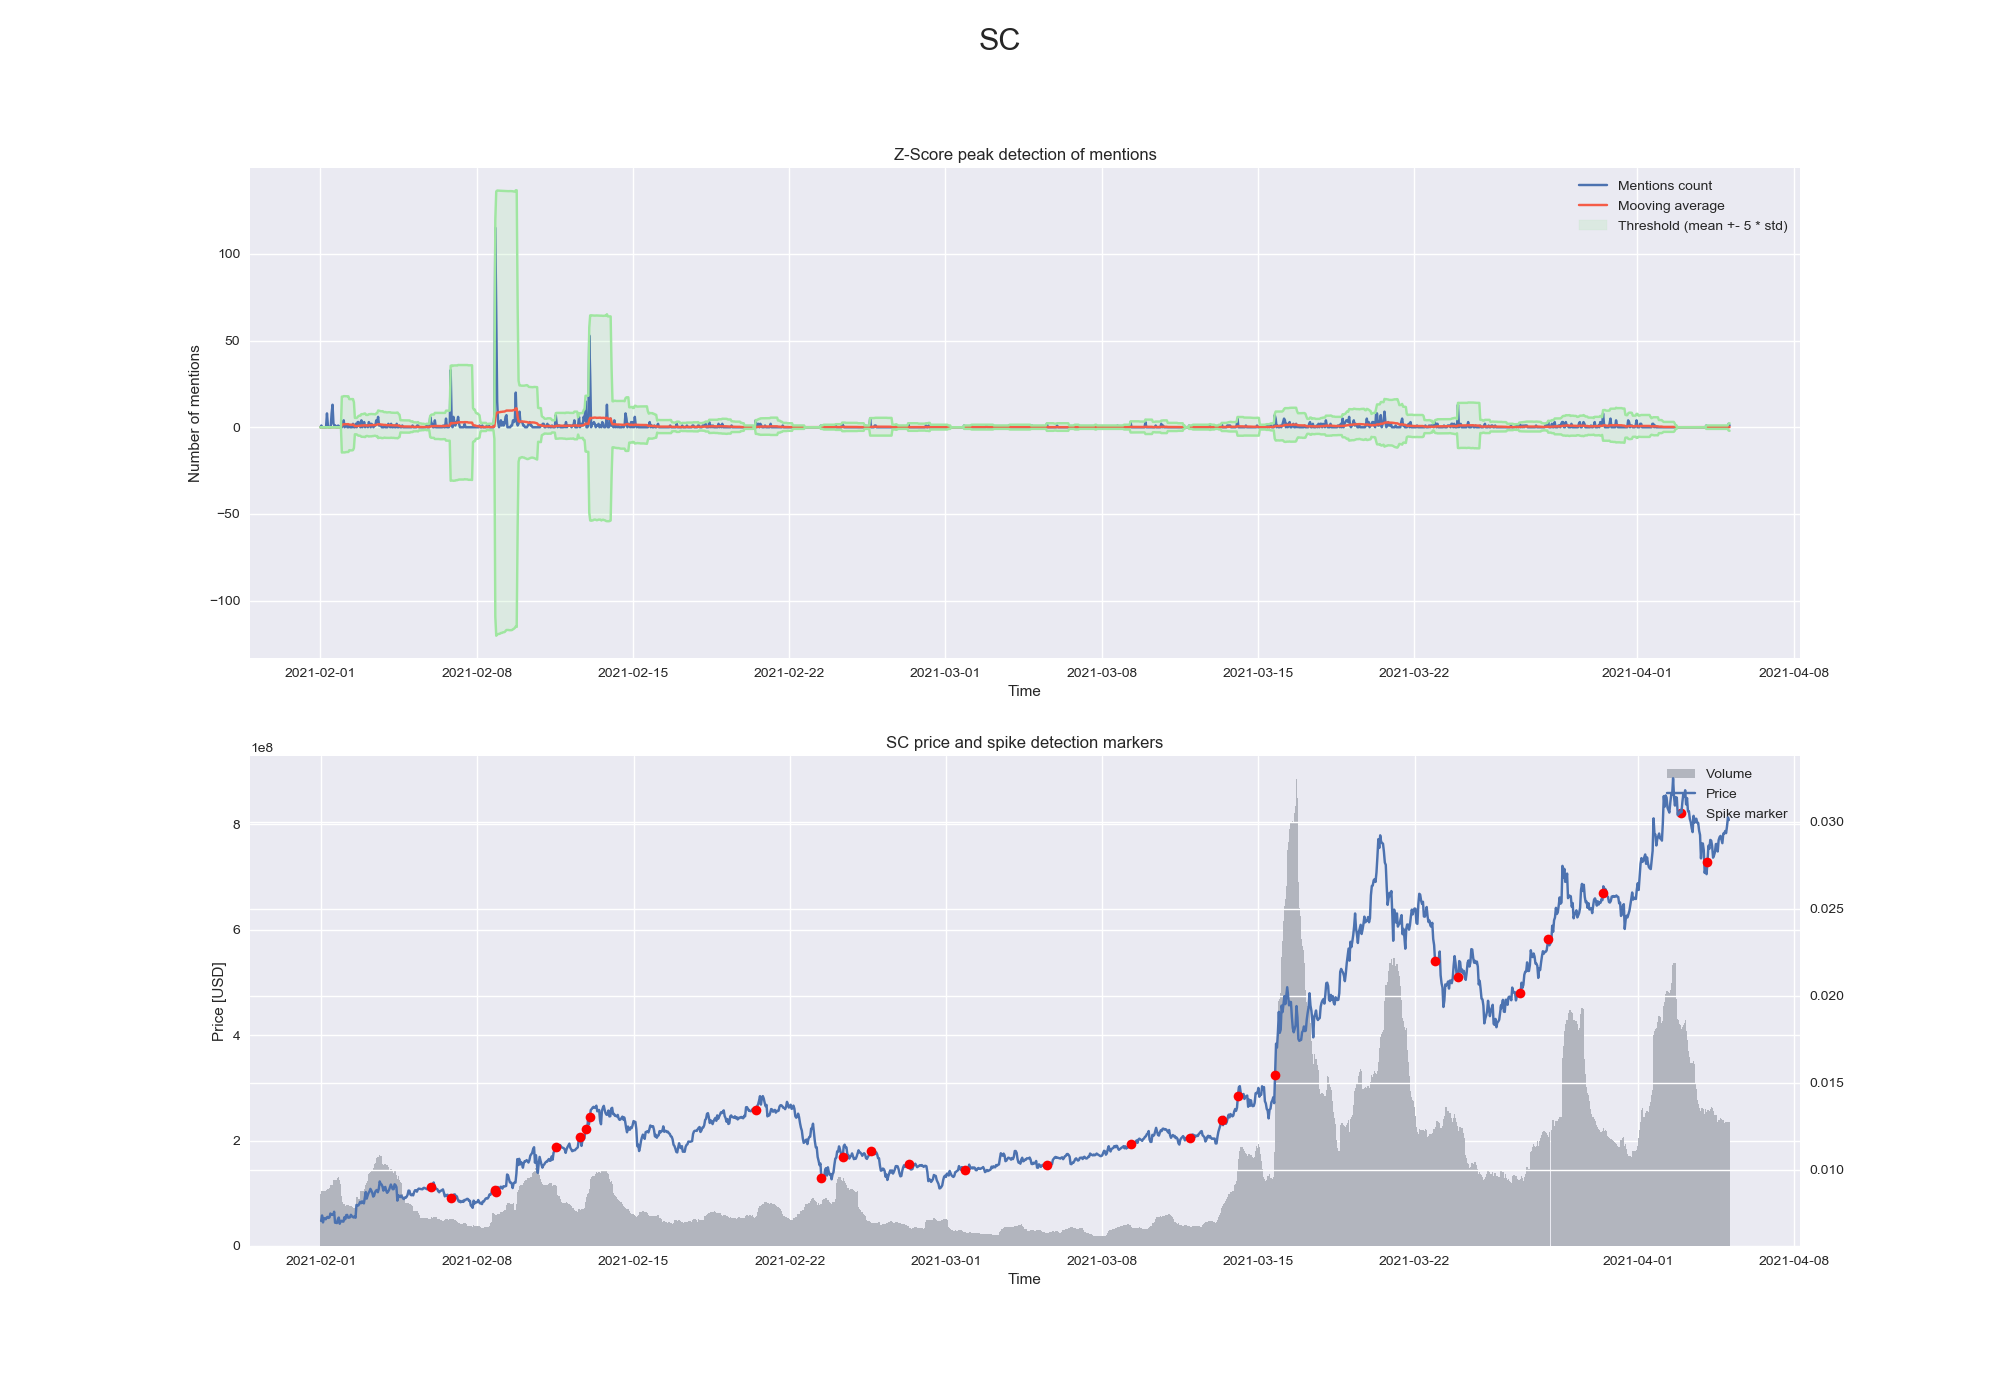 SC
Z-Score peak detection of mentions
Mentions count
Mooving average
Threshold (mean +- 5 * std)
Number of mentions
100
50
0
−50
−100
2021-02-01 2021-02-08 2021-02-15 2021-02-22 2021-03-01 2021-03-08 2021-03-15 2021-03-22 2021-04-01 2021-04-08
Time
SC price and spike detection markers
1e8
Volume
Price
Spike marker
Price [USD]
8
6
4
2
0
0.030
0.025
0.020
0.015
0.010
2021-02-01 2021-02-08 2021-02-15 2021-02-22 2021-03-01 2021-03-08 2021-03-15 2021-03-22 2021-04-01 2021-04-08
Time